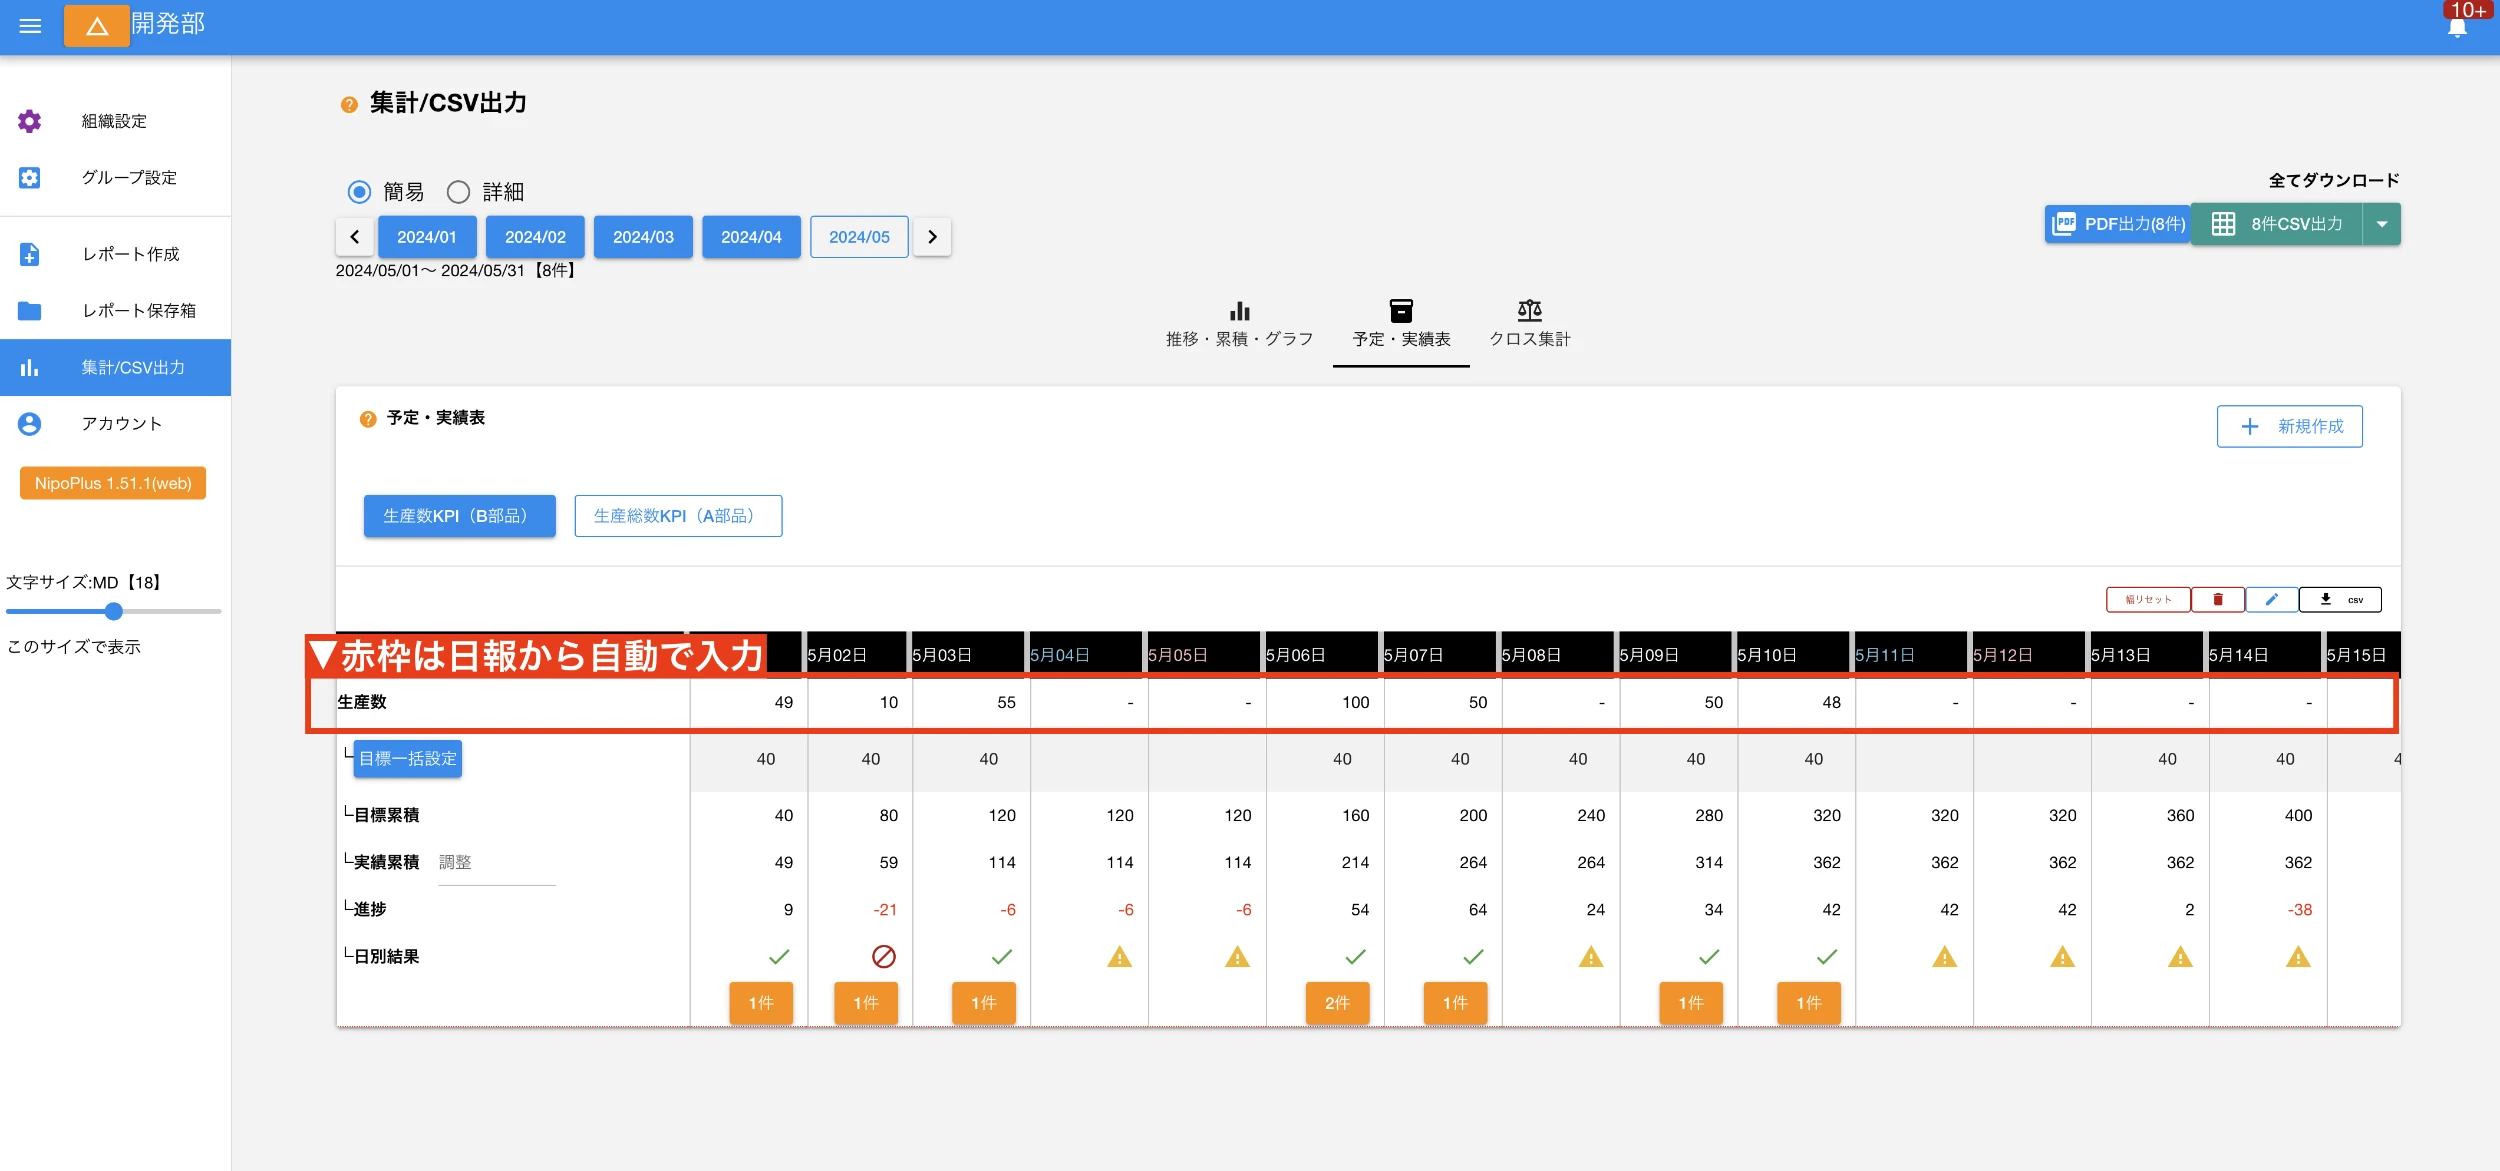 開発部
10+
組織設定
グループ設定
レポート作成
レポート保存箱
集計/CSV出力
アカウント
NipoPlus 1.51.1(web)
文字サイズ:MD【18】
このサイズで表示
集計/CSV出力
簡易 詳細
2024/01 2024/02 2024/03 2024/04 2024/05
2024/05/01〜 2024/05/31【8件】
全てダウンロード
PDF PDF出力(8件) 8件CSV出力
推移・累積・グラフ 予定・実績表 クロス集計
予定・実績表
新規作成
生産数KPI（B部品） 生産総数KPI（A部品）
幅リセット csv
▼赤枠は日報から自動で入力 5月02日 5月03日 5月04日 5月05日 5月06日 5月07日 5月08日 5月09日 5月10日 5月11日 5月12日 5月13日 5月14日 5月15日
生産数 49 10 55 - - 100 50 - 50 48 - - - -
└ 目標一括設定 40 40 40 40 40 40 40 40 40 40 4
└目標累積 40 80 120 120 120 160 200 240 280 320 320 320 360 400
└実績累積 調整 49 59 114 114 114 214 264 264 314 362 362 362 362 362
└進捗 9 -21 -6 -6 -6 54 64 24 34 42 42 42 2 -38
└日別結果
1件 1件 1件 2件 1件 1件 1件